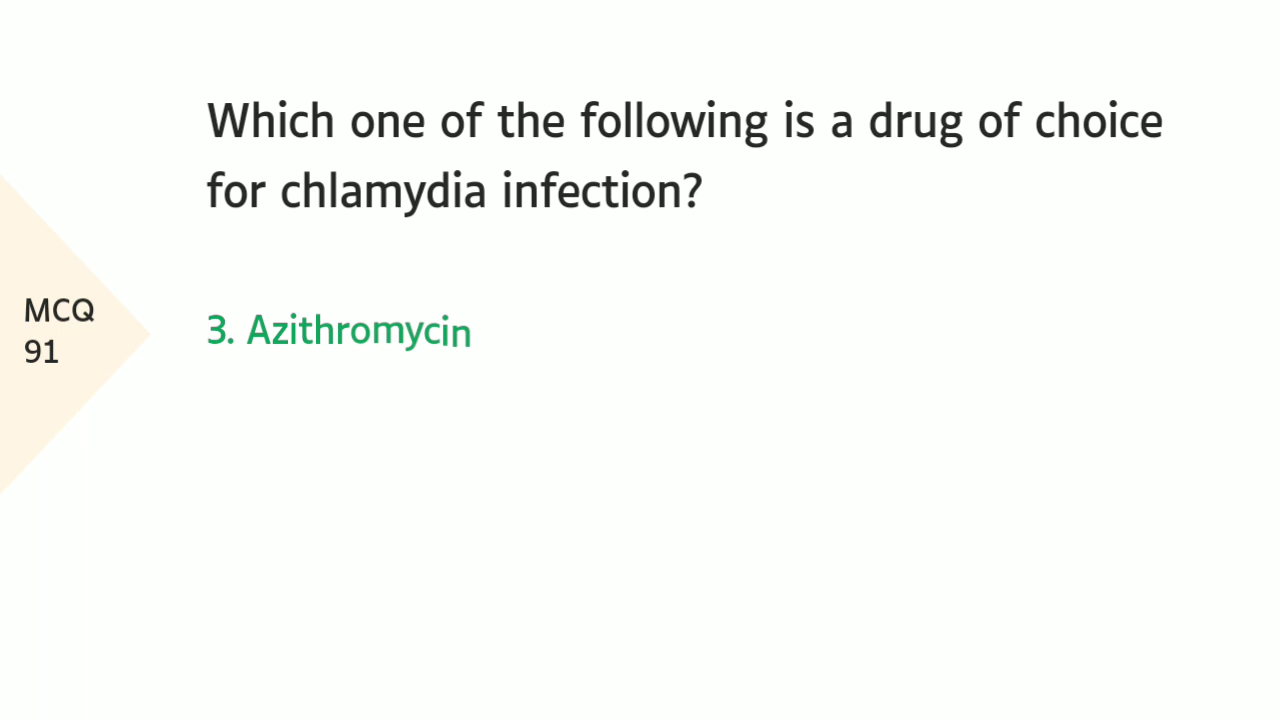 Which one of the following is a drug of choice
for chlamydia infection?
MCQ
91
3. Azithromycin